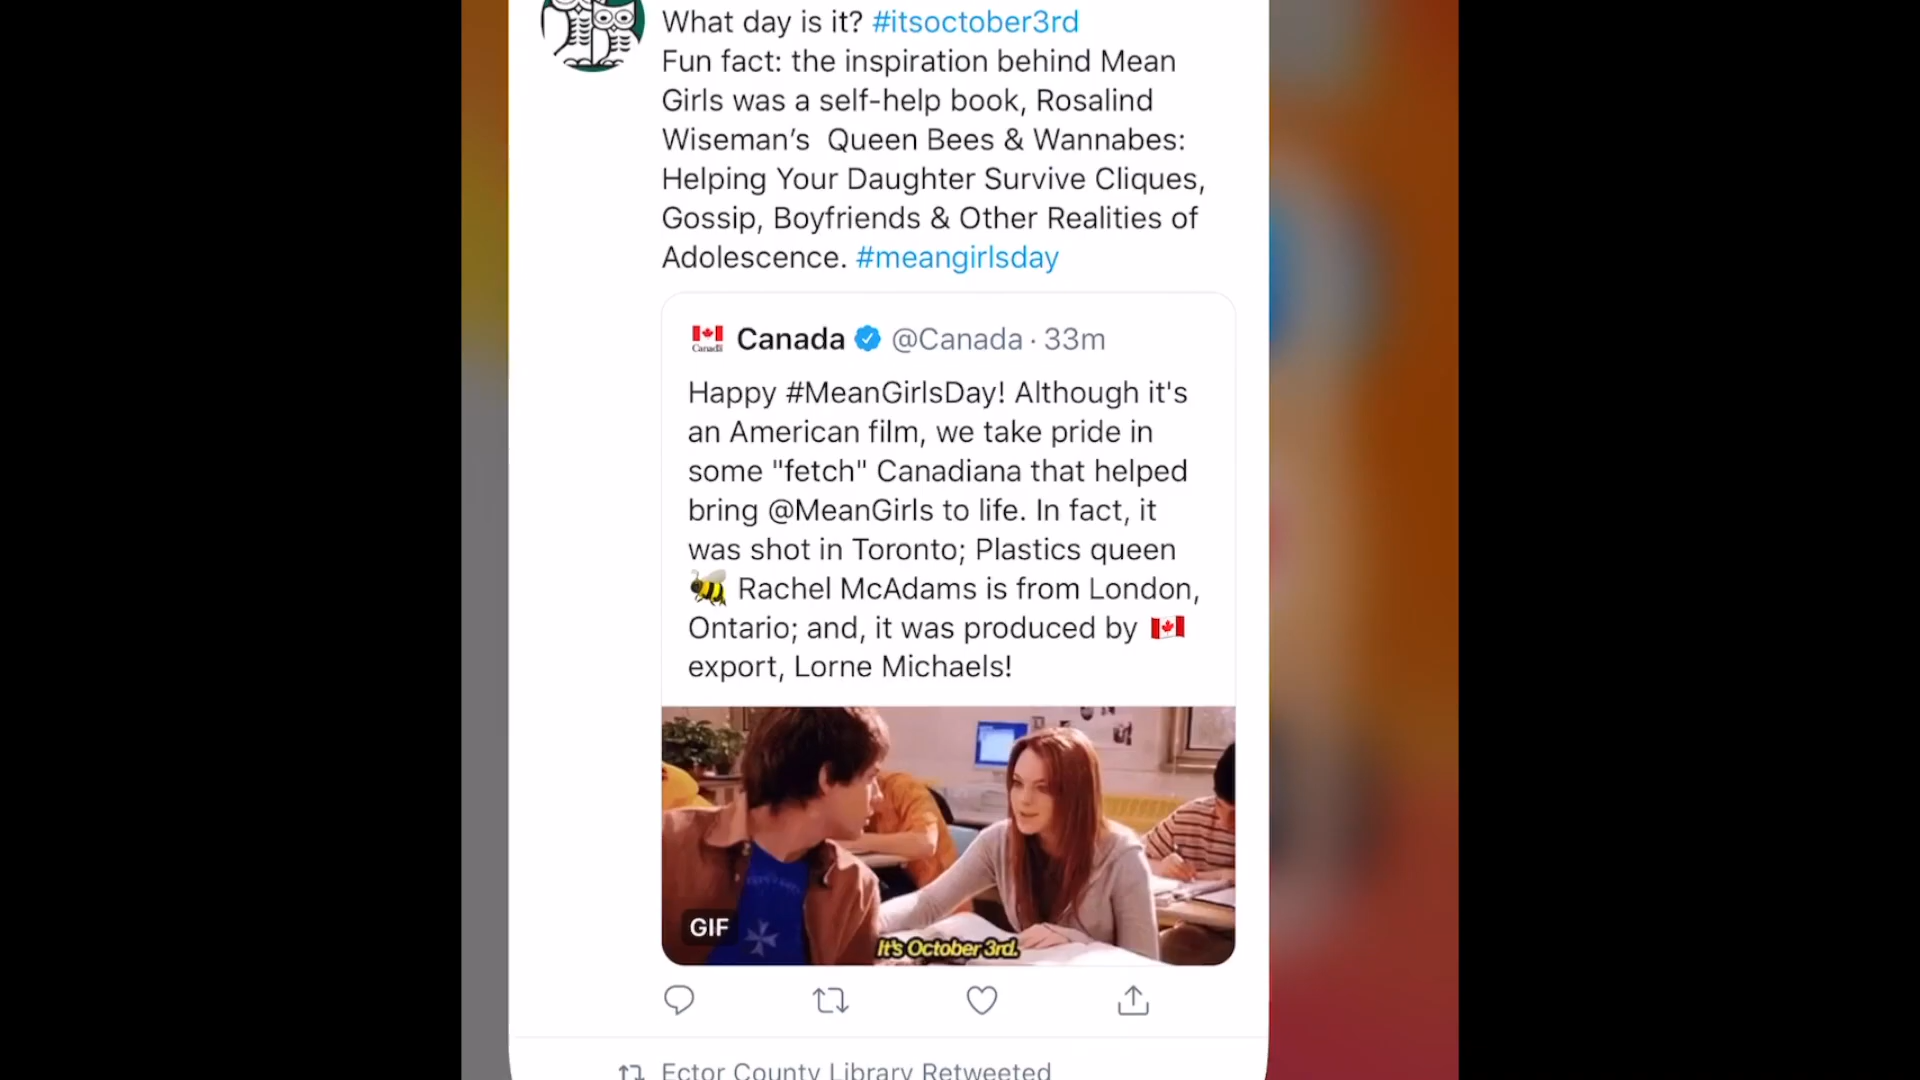 What day is it? #itsoctober3rd
Fun fact: the inspiration behind Mean
Girls was a self-help book, Rosalind
Wiseman’s  Queen Bees & Wannabes:
Helping Your Daughter Survive Cliques,
Gossip, Boyfriends & Other Realities of
Adolescence. #meangirlsday
Canada @Canada · 33m
Happy #MeanGirlsDay! Although it's
an American film, we take pride in
some "fetch" Canadiana that helped
bring @MeanGirls to life. In fact, it
was shot in Toronto; Plastics queen
🐝 Rachel McAdams is from London,
Ontario; and, it was produced by 🇨🇦
export, Lorne Michaels!
GIF
It's October 3rd.
Ector County Library Retweeted